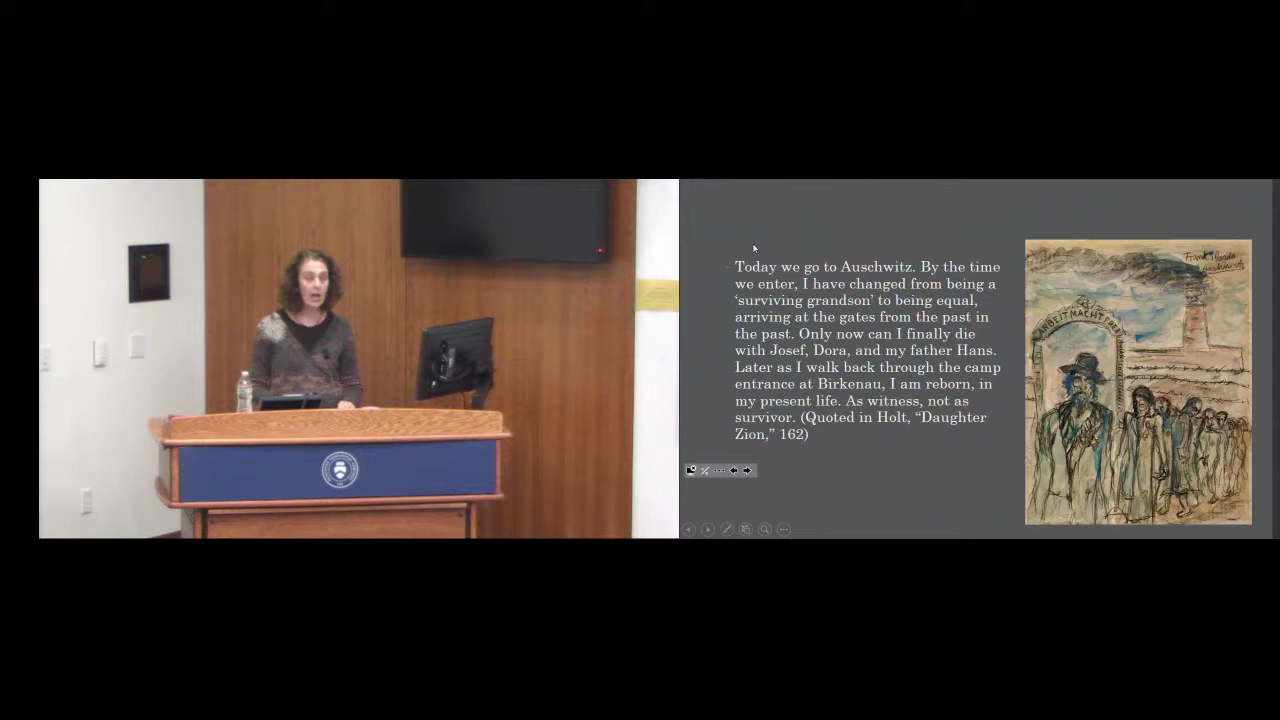 Today we go to Auschwitz. By the time
we enter, I have changed from being a
‘surviving grandson’ to being equal,
arriving at the gates from the past in
the past. Only now can I finally die
with Josef, Dora, and my father Hans.
Later as I walk back through the camp
entrance at Birkenau, I am reborn, in
my present life. As witness, not as
survivor. (Quoted in Holt, “Daughter
Zion,” 162)
ARBEIT MACHT FREI